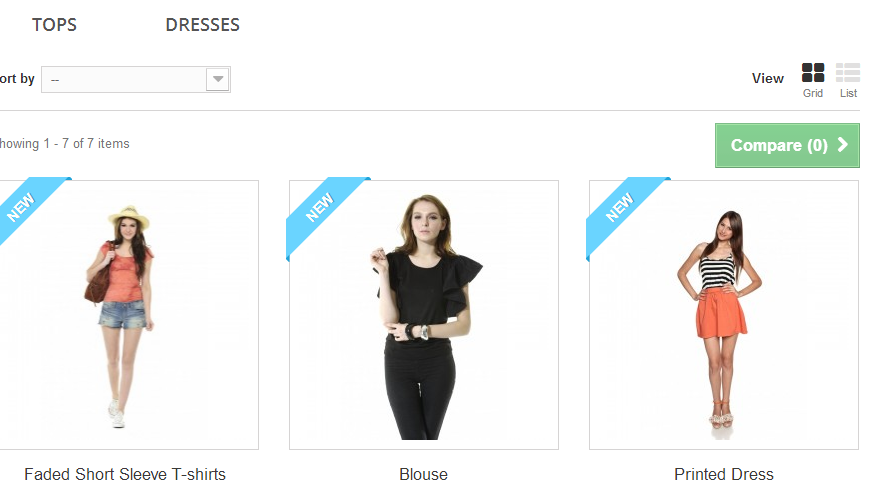 TOPS DRESSES
ort by -- View
Grid List
howing 1 - 7 of 7 items
Compare (0)
NEW NEW NEW
Faded Short Sleeve T-shirts Blouse Printed Dress